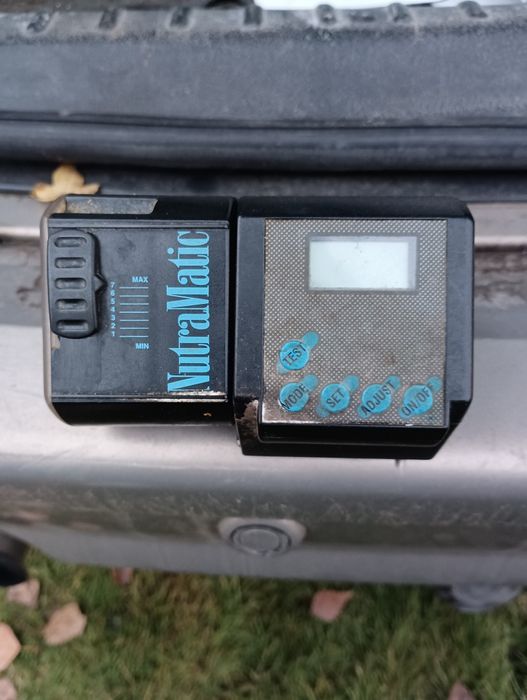 MAX
7
6
5
4
3
2
1
MIN
NutraMatic
TEST
MODE
SET
ADJUST
ON/OFF